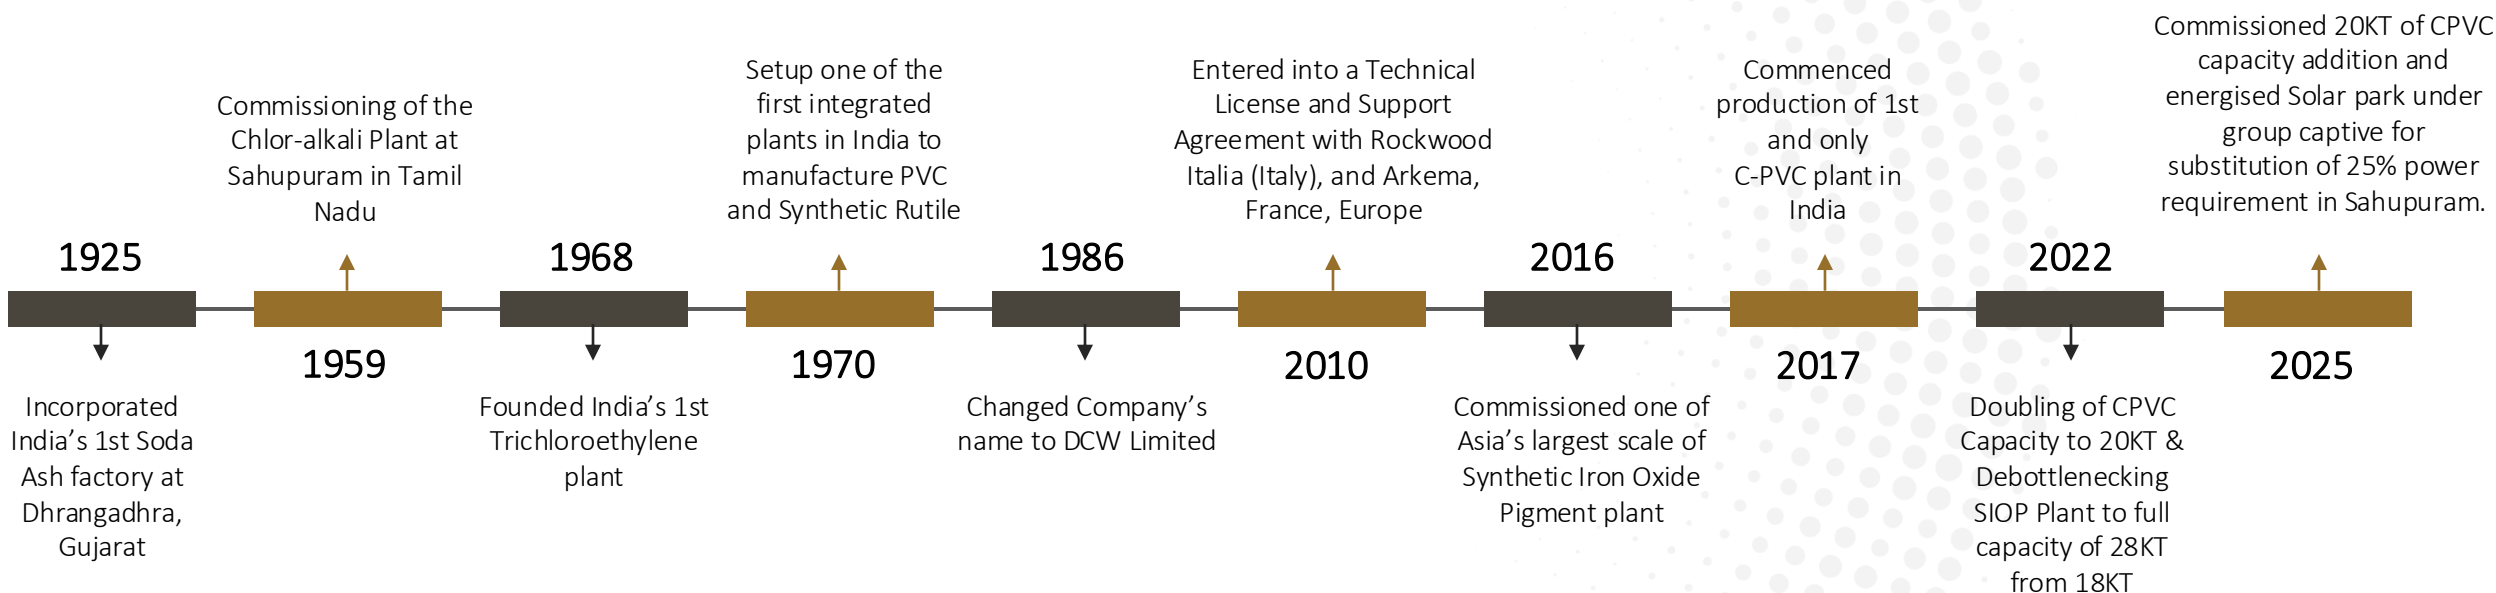 1925
Incorporated
India’s 1st Soda
Ash factory at
Dhrangadhra,
Gujarat
Commissioning of the
Chlor-alkali Plant at
Sahupuram in Tamil
Nadu
1959
1968
Founded India’s 1st
Trichloroethylene
plant
Setup one of the
first integrated
plants in India to
manufacture PVC
and Synthetic Rutile
1970
1986
Changed Company’s
name to DCW Limited
Entered into a Technical
License and Support
Agreement with Rockwood
Italia (Italy), and Arkema,
France, Europe
2010
2016
Commissioned one of
Asia’s largest scale of
Synthetic Iron Oxide
Pigment plant
Commenced
production of 1st
and only
C-PVC plant in
India
2017
2022
Doubling of CPVC
Capacity to 20KT &
Debottlenecking
SIOP Plant to full
capacity of 28KT
from 18KT
Commissioned 20KT of CPVC
capacity addition and
energised Solar park under
group captive for
substitution of 25% power
requirement in Sahupuram.
2025